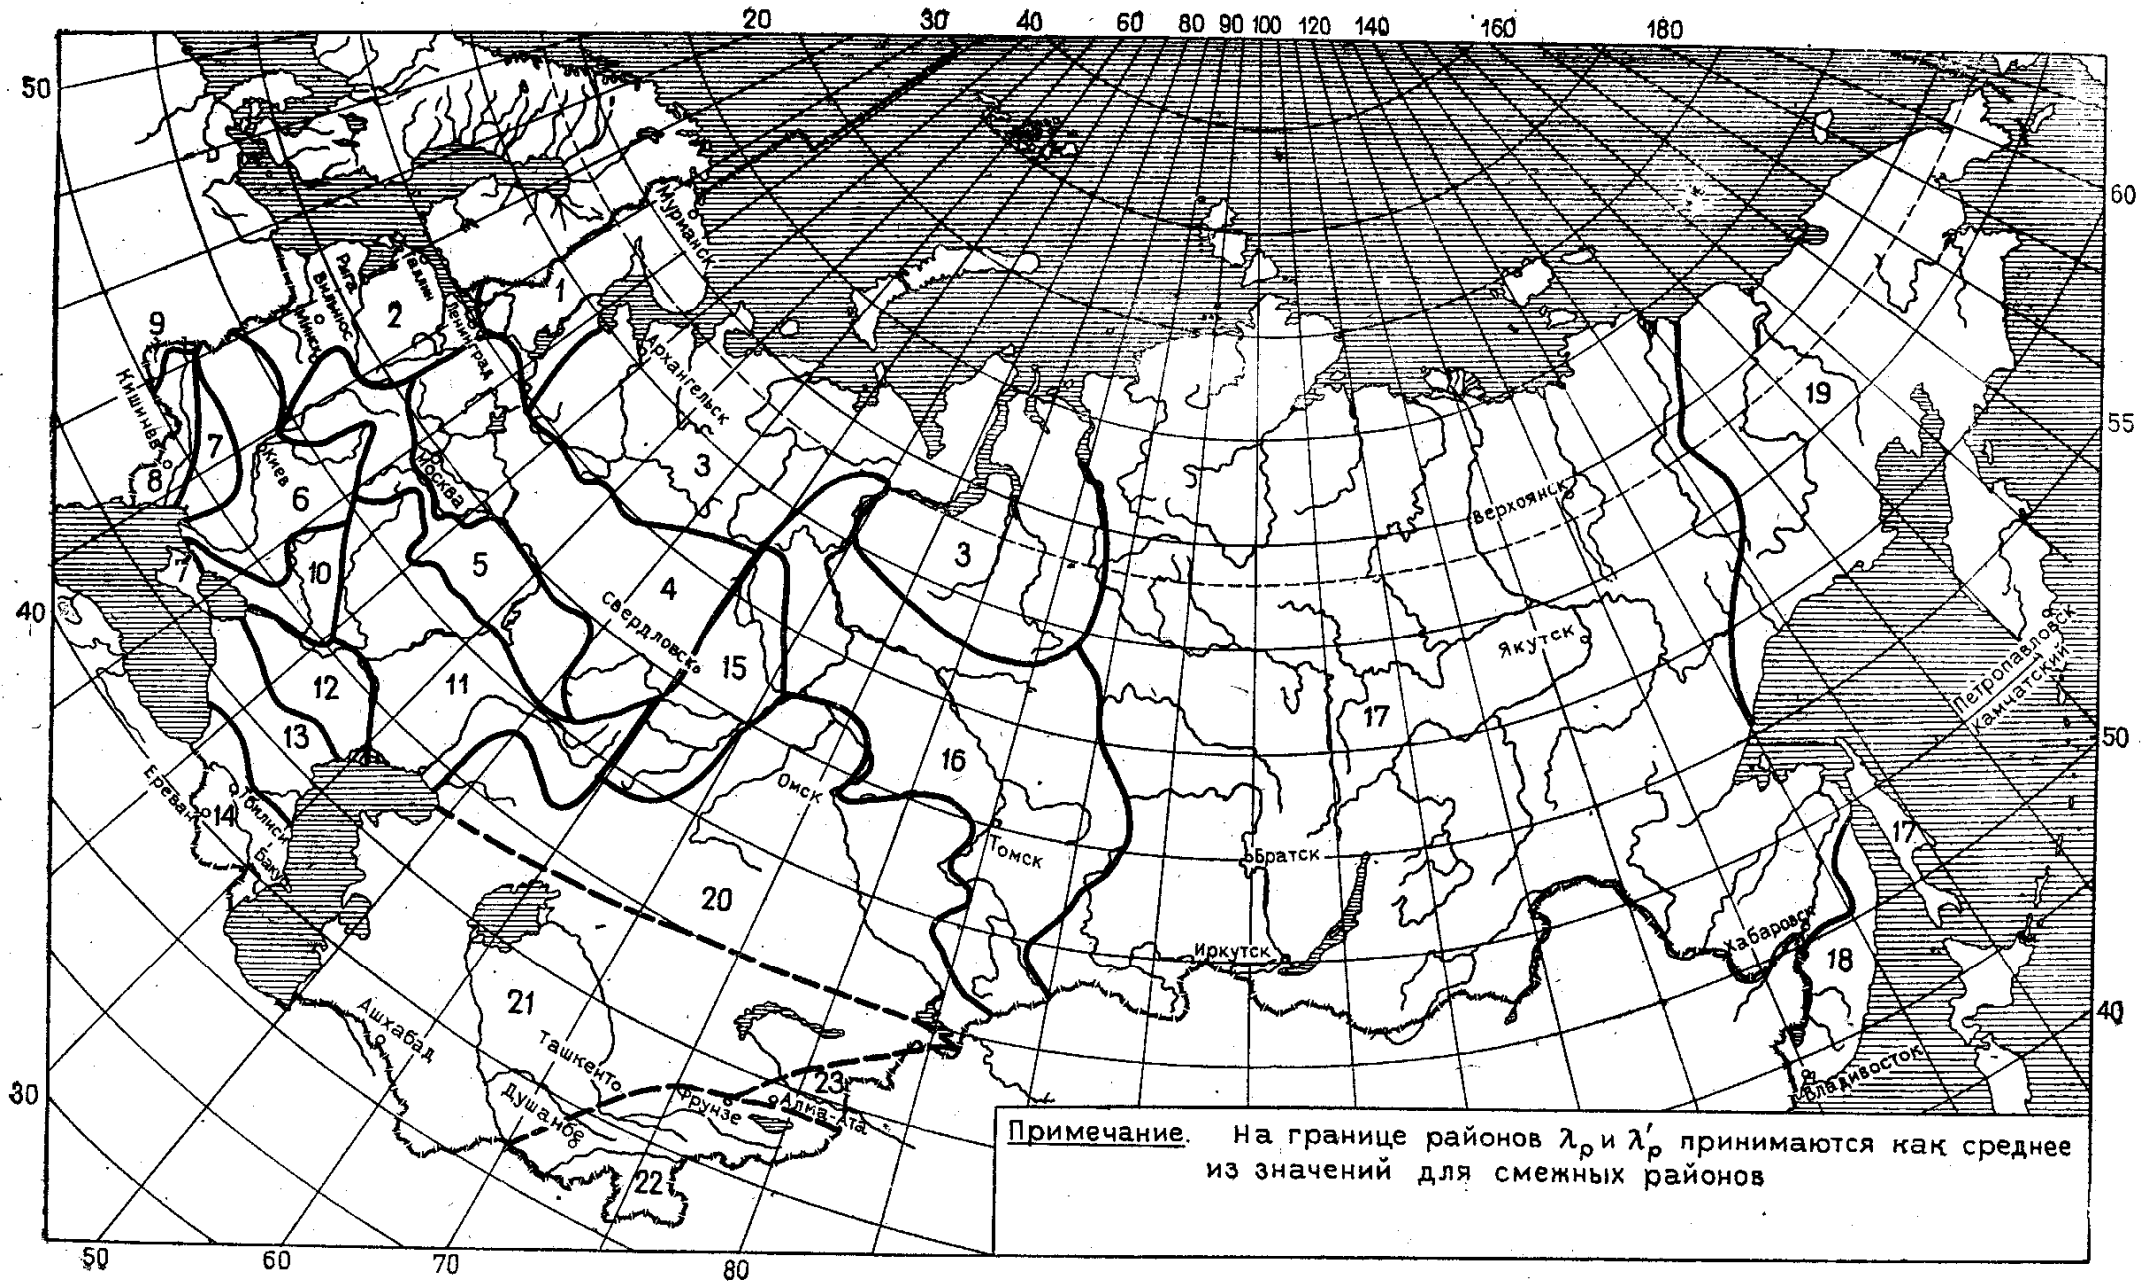 20 30 40 60 80 90 100 120 140 160 180
50
60
Мурманск
Рига
Таллин
1
Вильнюс
2
Ленинград
Минск
9
Архангельск
19
Кишинев
55
7
3
Киев
Москва
8
6
Верхоянск
3
5
10
7
4
40
Свердловск
Якутск
Петропавловск
Камчатский
15
12
11
17
13
50
16
Ереван
Омск
14
Тбилиси
17
Томск
Братск
Баку
20
Хабаровск
Иркутск
18
21
40
Ашхабад
Ташкент
23
Владивосток
30
Душанбе
Фрунзе
Алма-Ата
Примечание. На границе районов λр и λ′р принимаются как среднее
из значений для смежных районов
22
50 60 70 80